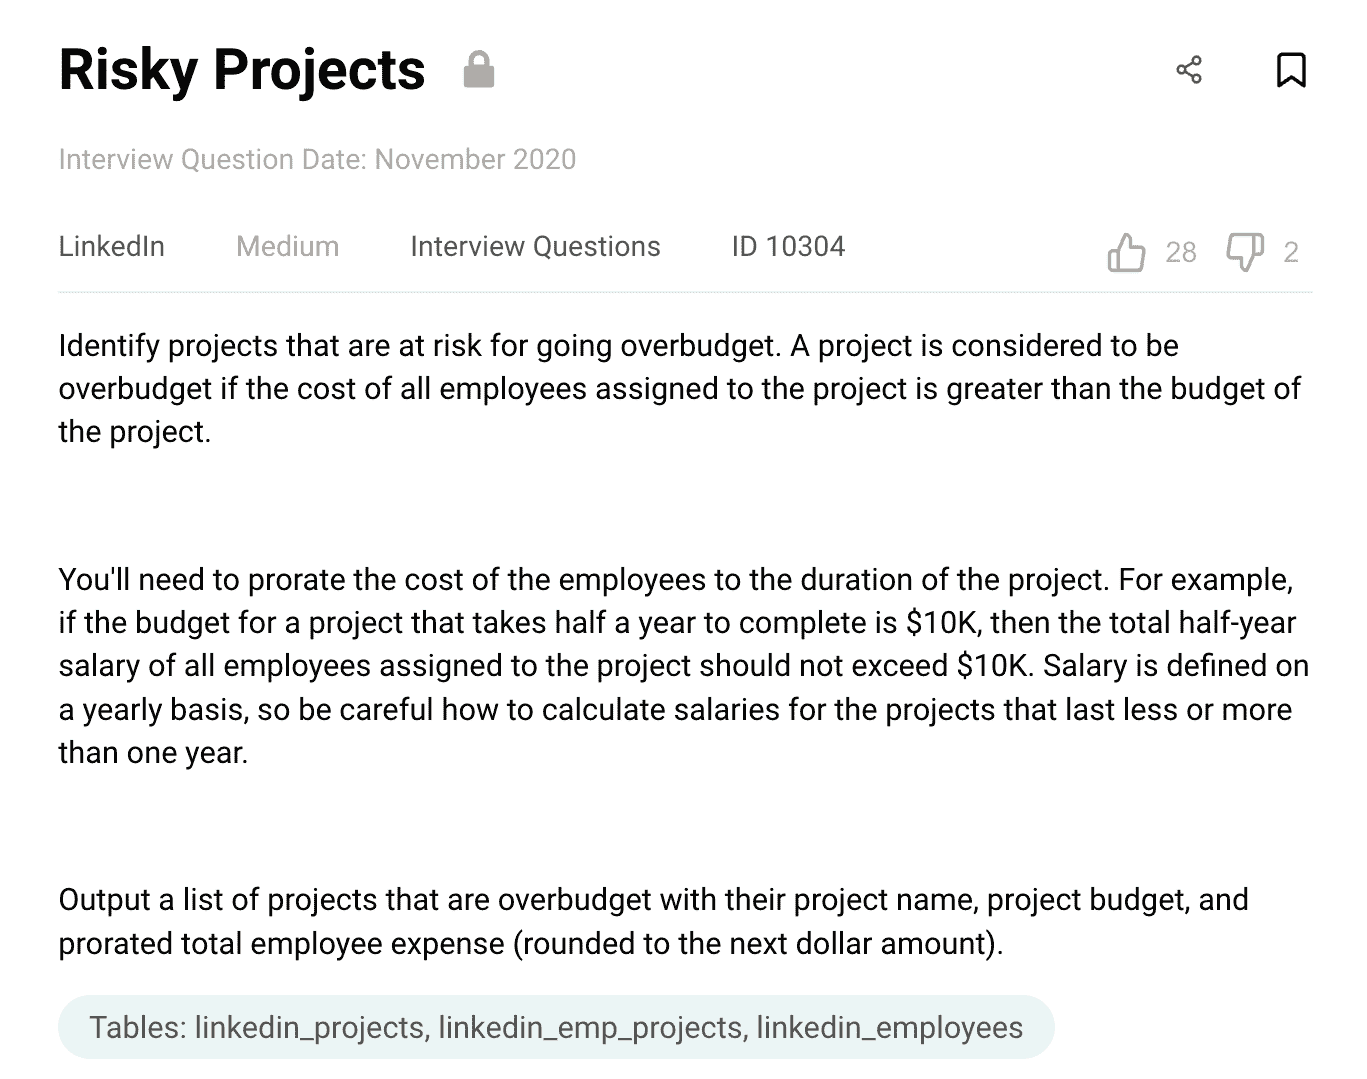 Risky Projects
Interview Question Date: November 2020
LinkedIn Medium Interview Questions ID 10304 28 2
Identify projects that are at risk for going overbudget. A project is considered to be
overbudget if the cost of all employees assigned to the project is greater than the budget of
the project.
You'll need to prorate the cost of the employees to the duration of the project. For example,
if the budget for a project that takes half a year to complete is $10K, then the total half-year
salary of all employees assigned to the project should not exceed $10K. Salary is defined on
a yearly basis, so be careful how to calculate salaries for the projects that last less or more
than one year.
Output a list of projects that are overbudget with their project name, project budget, and
prorated total employee expense (rounded to the next dollar amount).
Tables: linkedin_projects, linkedin_emp_projects, linkedin_employees